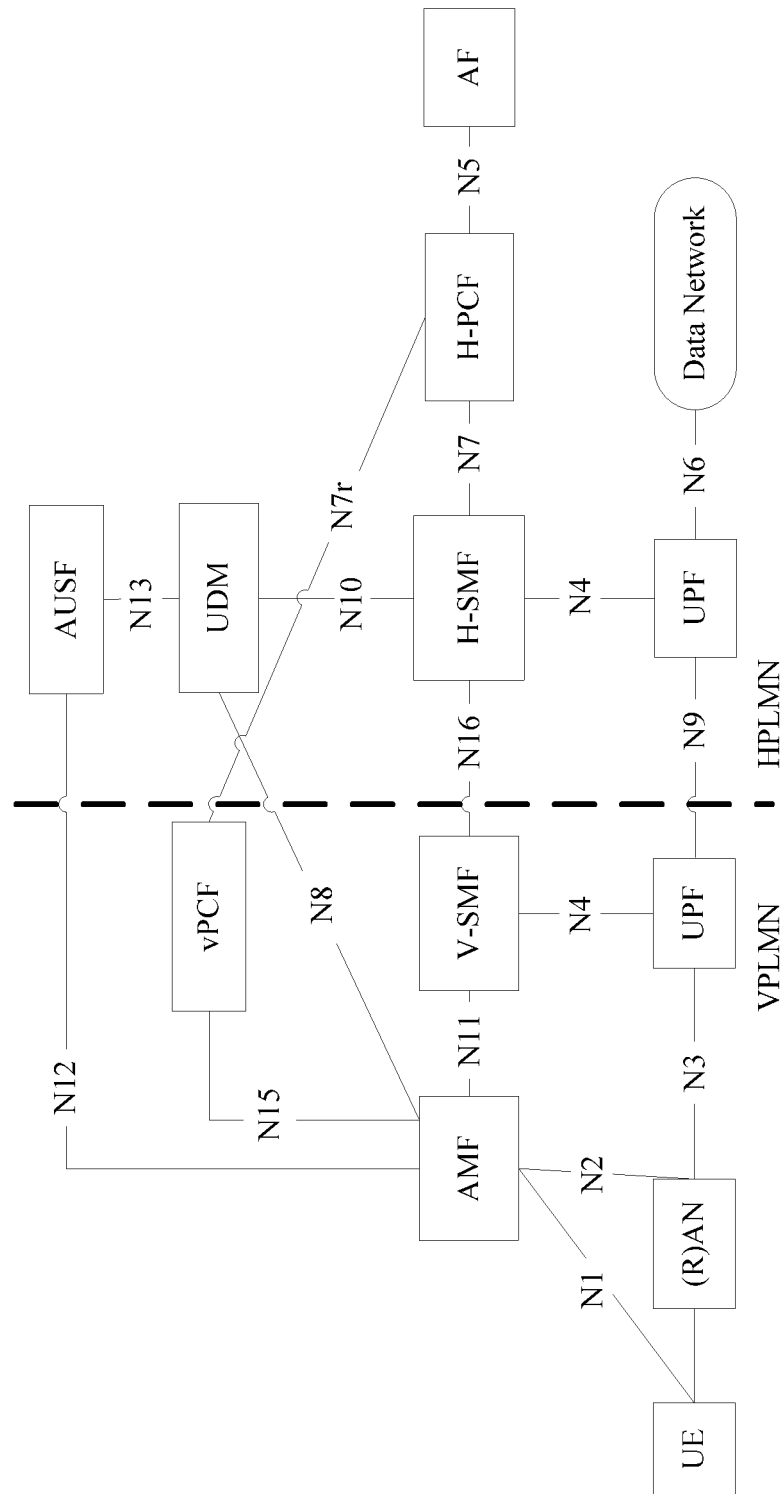 AUSF
N12
N13
vPCF
UDM
N15
N8
N7r
N10
AMF
N11
V-SMF
N16
H-SMF
N7
H-PCF
N5
AF
N1
N2
N4
N4
UE
(R)AN
N3
UPF
N9
UPF
N6
Data Network
VPLMN
HPLMN